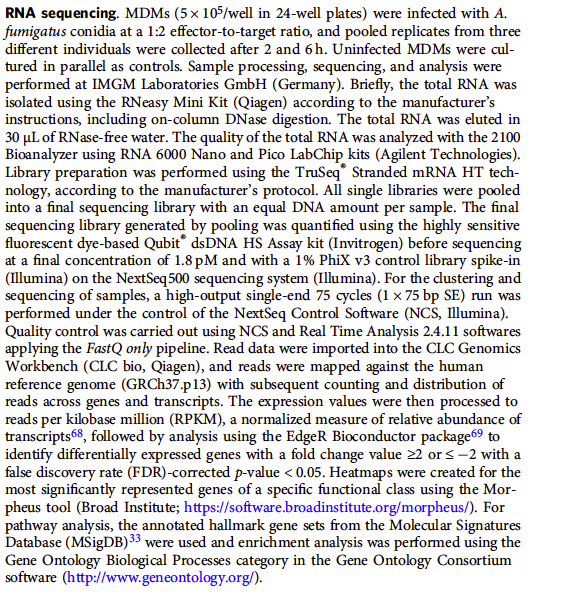 RNA sequencing. MDMs (5 × 10⁵/well in 24-well plates) were infected with A.
fumigatus conidia at a 1:2 effector-to-target ratio, and pooled replicates from three
different individuals were collected after 2 and 6 h. Uninfected MDMs were cul-
tured in parallel as controls. Sample processing, sequencing, and analysis were
performed at IMGM Laboratories GmbH (Germany). Briefly, the total RNA was
isolated using the RNeasy Mini Kit (Qiagen) according to the manufacturer's
instructions, including on-column DNase digestion. The total RNA was eluted in
30 μL of RNase-free water. The quality of the total RNA was analyzed with the 2100
Bioanalyzer using RNA 6000 Nano and Pico LabChip kits (Agilent Technologies).
Library preparation was performed using the TruSeq® Stranded mRNA HT tech-
nology, according to the manufacturer's protocol. All single libraries were pooled
into a final sequencing library with an equal DNA amount per sample. The final
sequencing library generated by pooling was quantified using the highly sensitive
fluorescent dye-based Qubit® dsDNA HS Assay kit (Invitrogen) before sequencing
at a final concentration of 1.8 pM and with a 1% PhiX v3 control library spike-in
(Illumina) on the NextSeq500 sequencing system (Illumina). For the clustering and
sequencing of samples, a high-output single-end 75 cycles (1 × 75 bp SE) run was
performed under the control of the NextSeq Control Software (NCS, Illumina).
Quality control was carried out using NCS and Real Time Analysis 2.4.11 softwares
applying the FastQ only pipeline. Read data were imported into the CLC Genomics
Workbench (CLC bio, Qiagen), and reads were mapped against the human
reference genome (GRCh37.p13) with subsequent counting and distribution of
reads across genes and transcripts. The expression values were then processed to
reads per kilobase million (RPKM), a normalized measure of relative abundance of
transcripts⁶⁸, followed by analysis using the EdgeR Bioconductor package⁶⁹ to
identify differentially expressed genes with a fold change value ≥2 or ≤ −2 with a
false discovery rate (FDR)-corrected p-value < 0.05. Heatmaps were created for the
most significantly represented genes of a specific functional class using the Mor-
pheus tool (Broad Institute; https://software.broadinstitute.org/morpheus/). For
pathway analysis, the annotated hallmark gene sets from the Molecular Signatures
Database (MSigDB)³³ were used and enrichment analysis was performed using the
Gene Ontology Biological Processes category in the Gene Ontology Consortium
software (http://www.geneontology.org/).